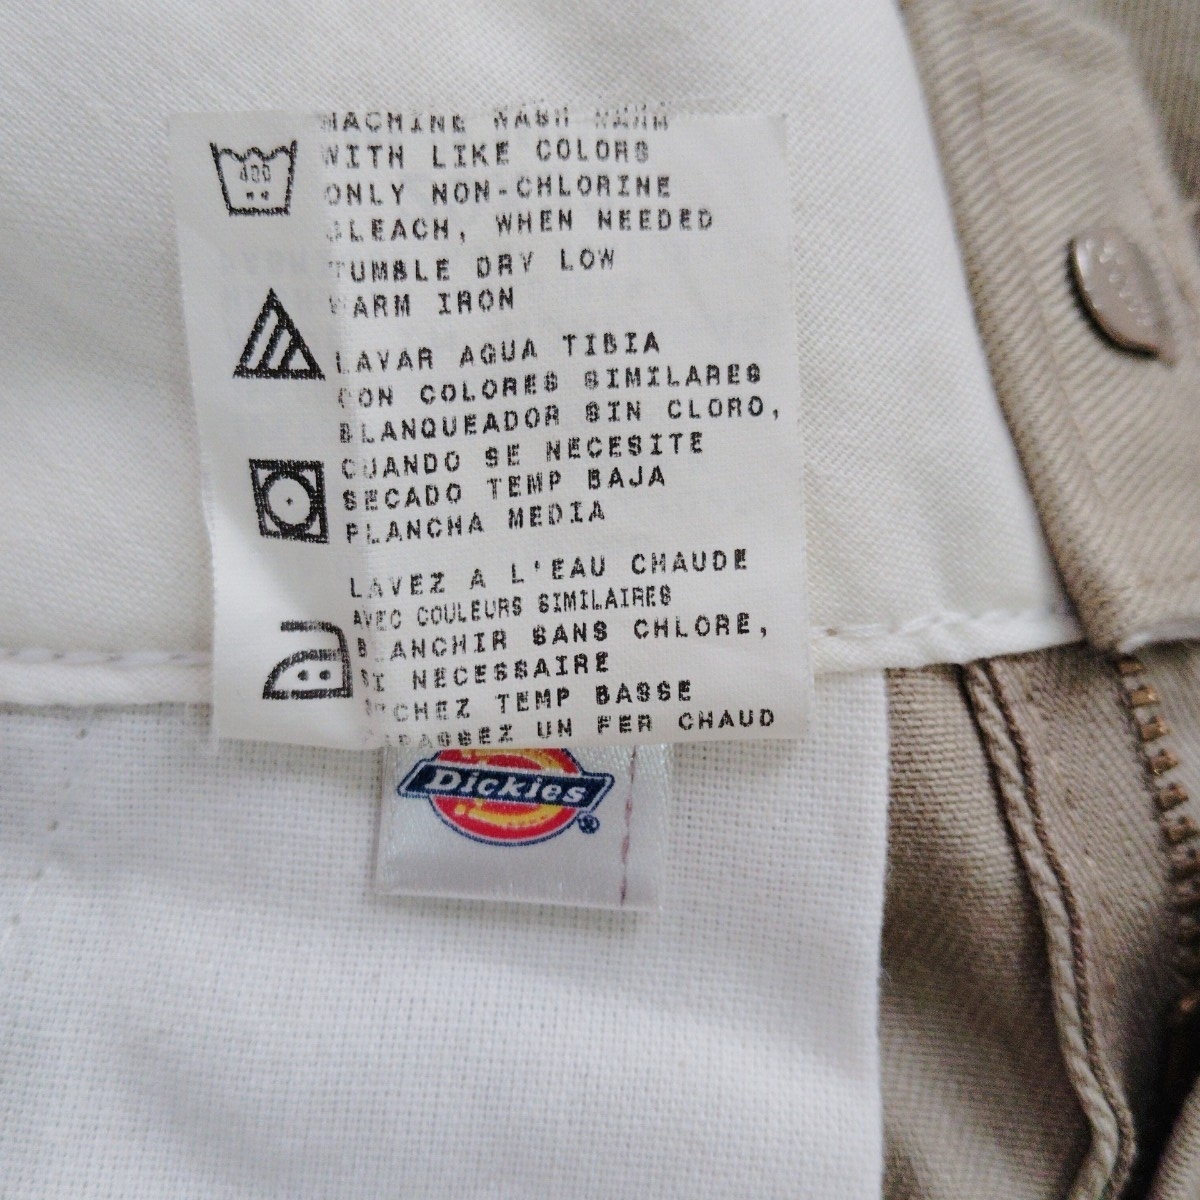 MACHINE WASH WARM
WITH LIKE COLORS
ONLY NON-CHLORINE
BLEACH, WHEN NEEDED
TUMBLE DRY LOW
WARM IRON
LAVAR AGUA TIBIA
CON COLORES SIMILARES
BLANQUEADOR SIN CLORO,
CUANDO SE NECESITE
SECADO TEMP BAJA
PLANCHA MEDIA
LAVEZ A L'EAU CHAUDE
AVEC COULEURS SIMILAIRES
BLANCHIR SANS CHLORE,
SI NECESSAIRE
SECHEZ TEMP BASSE
REPASSEZ UN FER CHAUD
Dickies®